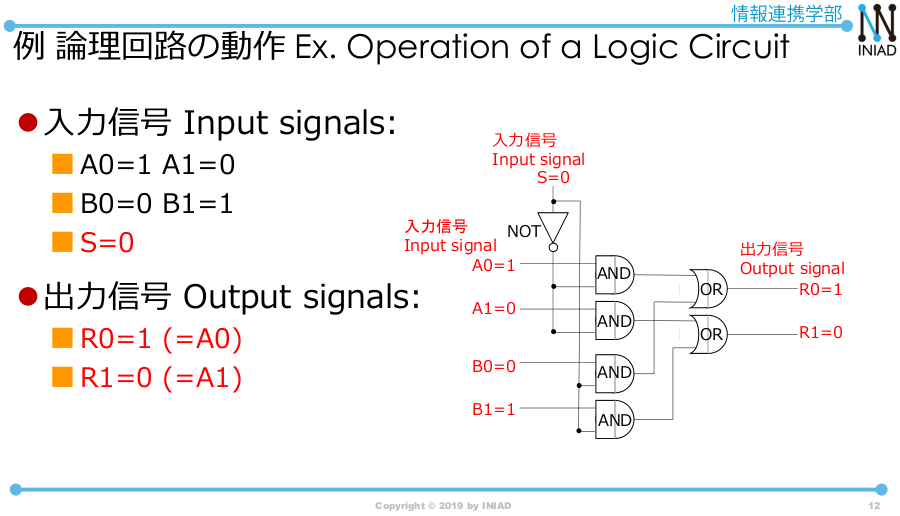 情報連携学部
INIAD
例 論理回路の動作 Ex. Operation of a Logic Circuit
入力信号 Input signals:
A0=1 A1=0
B0=0 B1=1
S=0
出力信号 Output signals:
R0=1 (=A0)
R1=0 (=A1)
入力信号
Input signal
S=0
入力信号
Input signal
NOT
A0=1
A1=0
B0=0
B1=1
AND
AND
AND
AND
OR
OR
出力信号
Output signal
R0=1
R1=0
Copyright © 2019 by INIAD
12